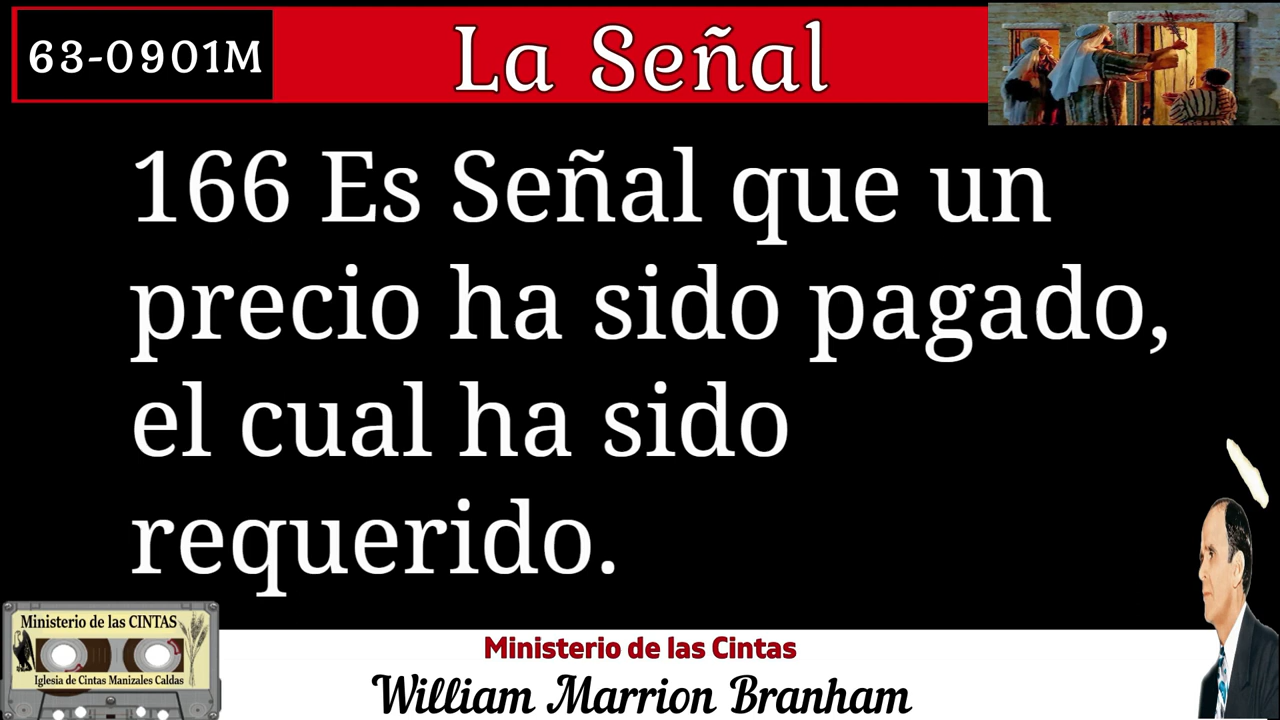 63-0901M
La Señal
166 Es Señal que un
precio ha sido pagado,
el cual ha sido
requerido.
Ministerio de las CINTAS
Iglesia de Cintas Manizales Caldas
Ministerio de las Cintas
William Marrion Branham